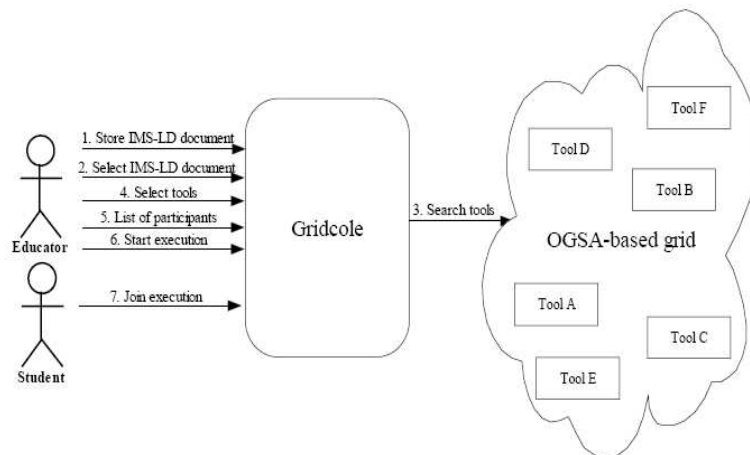 1. Store IMS-LD document
2. Select IMS-LD document
4. Select tools
5. List of participants
6. Start execution
Educator
7. Join execution
Student
Gridcole
3. Search tools
Tool F
Tool D
Tool B
OGSA-based grid
Tool A
Tool C
Tool E